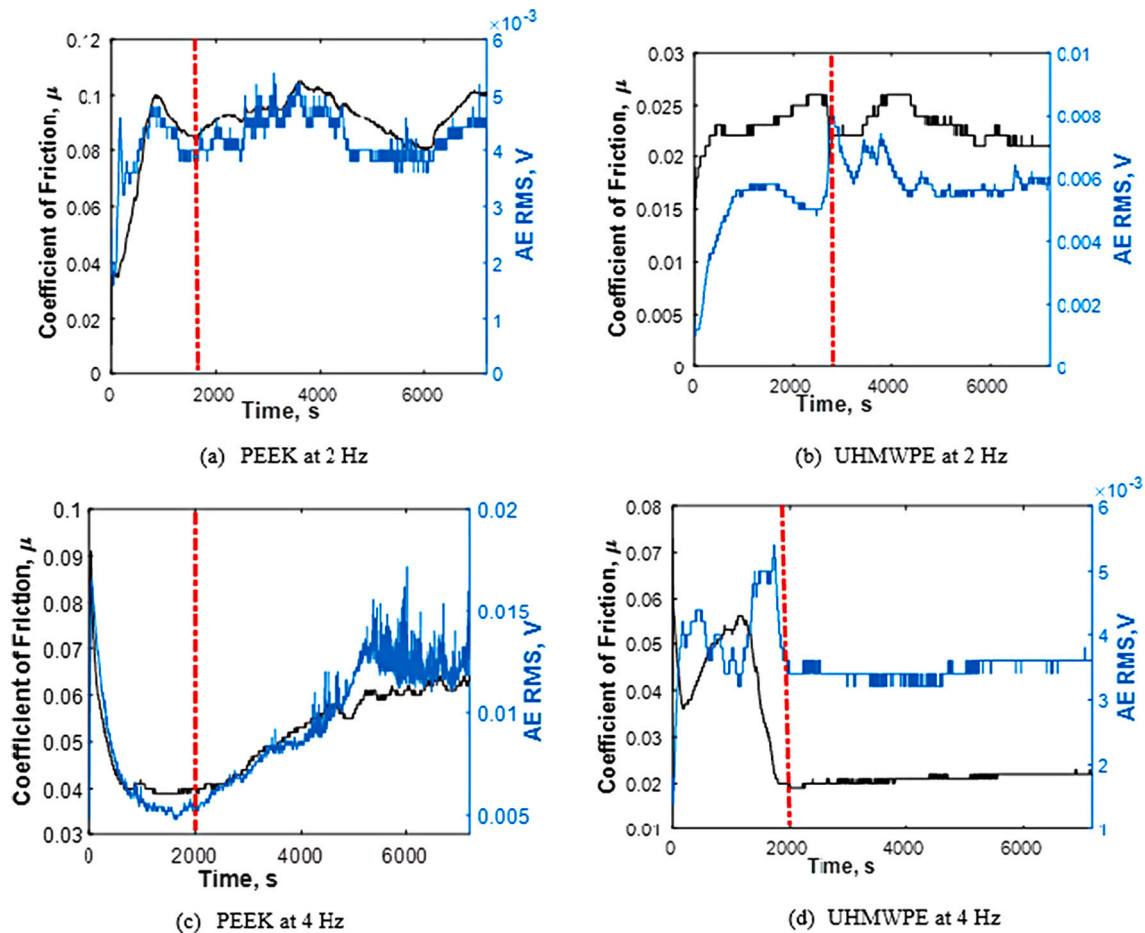 ×10⁻³
0.12
0.1
0.08
0.06
0.04
0.02
0
Coefficient of Friction, μ
6
5
4
3
2
1
0
AE RMS, V
0 2000 4000 6000
Time, s
(a) PEEK at 2 Hz
0.03
0.025
0.02
0.015
0.01
0.005
0
Coefficient of Friction, μ
0.01
0.008
0.006
0.004
0.002
0
AE RMS, V
0 2000 4000 6000
Time, s
(b) UHMWPE at 2 Hz
0.1
0.09
0.08
0.07
0.06
0.05
0.04
0.03
Coefficient of Friction, μ
0.02
0.015
0.01
0.005
AE RMS, V
0 2000 4000 6000
Time, s
(c) PEEK at 4 Hz
×10⁻³
0.08
0.07
0.06
0.05
0.04
0.03
0.02
0.01
Coefficient of Friction, μ
6
5
4
3
2
1
AE RMS, V
0 2000 4000 6000
Time, s
(d) UHMWPE at 4 Hz